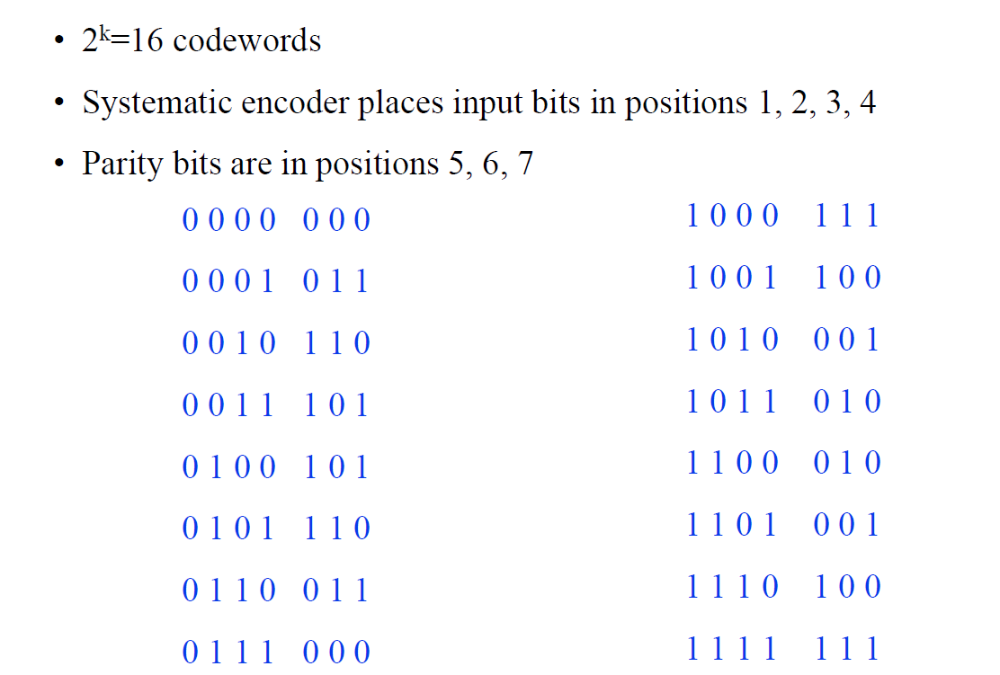 • 2^k=16 codewords
• Systematic encoder places input bits in positions 1, 2, 3, 4
• Parity bits are in positions 5, 6, 7
0 0 0 0 0 0 0
0 0 0 1 0 1 1
0 0 1 0 1 1 0
0 0 1 1 1 0 1
0 1 0 0 1 0 1
0 1 0 1 1 1 0
0 1 1 0 0 1 1
0 1 1 1 0 0 0
1 0 0 0 1 1 1
1 0 0 1 1 0 0
1 0 1 0 0 0 1
1 0 1 1 0 1 0
1 1 0 0 0 1 0
1 1 0 1 0 0 1
1 1 1 0 1 0 0
1 1 1 1 1 1 1